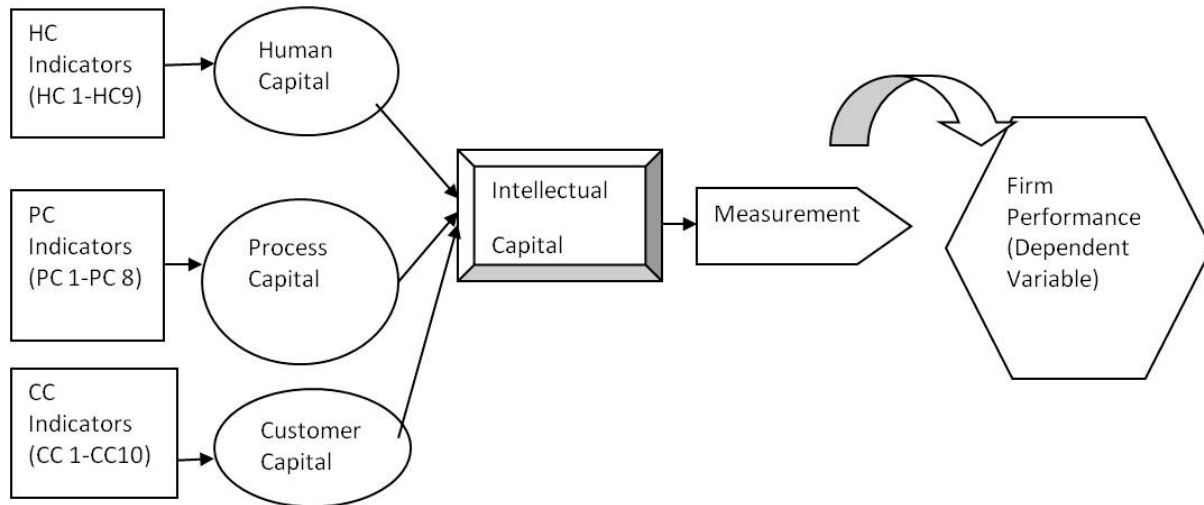 HC
Indicators
(HC 1-HC9)
Human
Capital
PC
Indicators
(PC 1-PC 8)
Process
Capital
CC
Indicators
(CC 1-CC10)
Customer
Capital
Intellectual
Capital
Measurement
Firm
Performance
(Dependent
Variable)